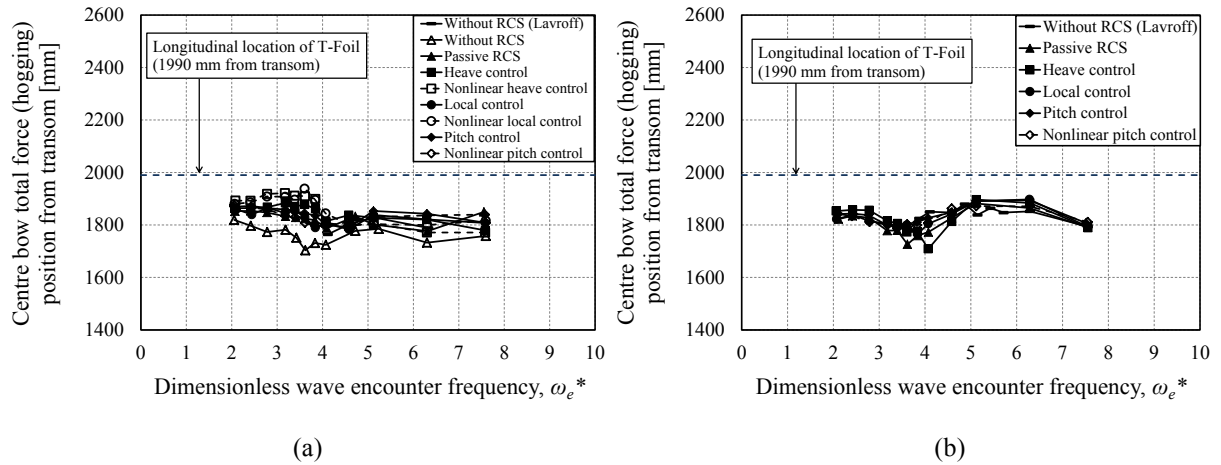 Centre bow total force (hogging)
position from transom [mm]
2600
2400
2200
2000
1800
1600
1400
Longitudinal location of T-Foil
(1990 mm from transom)
Without RCS (Lavroff)
Without RCS
Passive RCS
Heave control
Nonlinear heave control
Local control
Nonlinear local control
Pitch control
Nonlinear pitch control
0 1 2 3 4 5 6 7 8 9 10
Dimensionless wave encounter frequency, ωe*
(a)
Centre bow total force (hogging)
position from transom [mm]
2600
2400
2200
2000
1800
1600
1400
Longitudinal location of T-Foil
(1990 mm from transom)
Without RCS (Lavroff)
Passive RCS
Heave control
Local control
Pitch control
Nonlinear pitch control
0 1 2 3 4 5 6 7 8 9 10
Dimensionless wave encounter frequency, ωe*
(b)